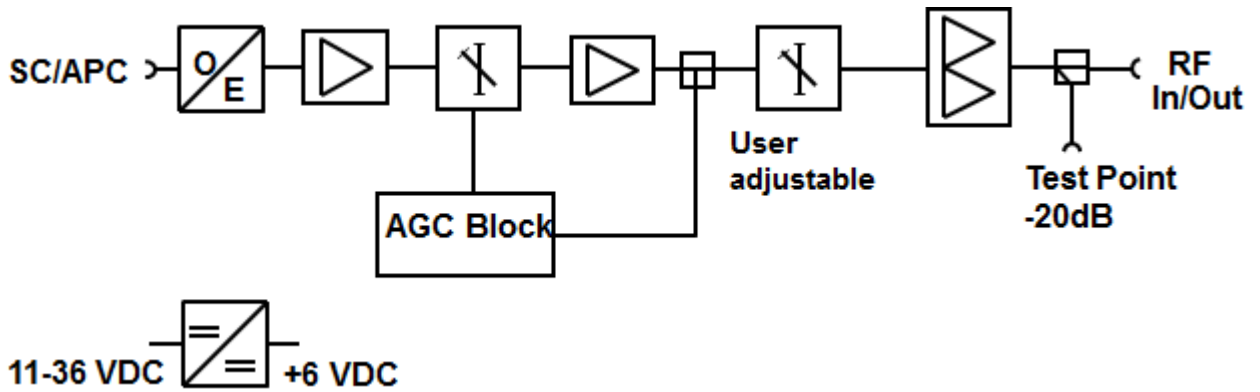 SC/APC
O
E
RF
In/Out
User
adjustable
Test Point
-20dB
AGC Block
11-36 VDC
+6 VDC